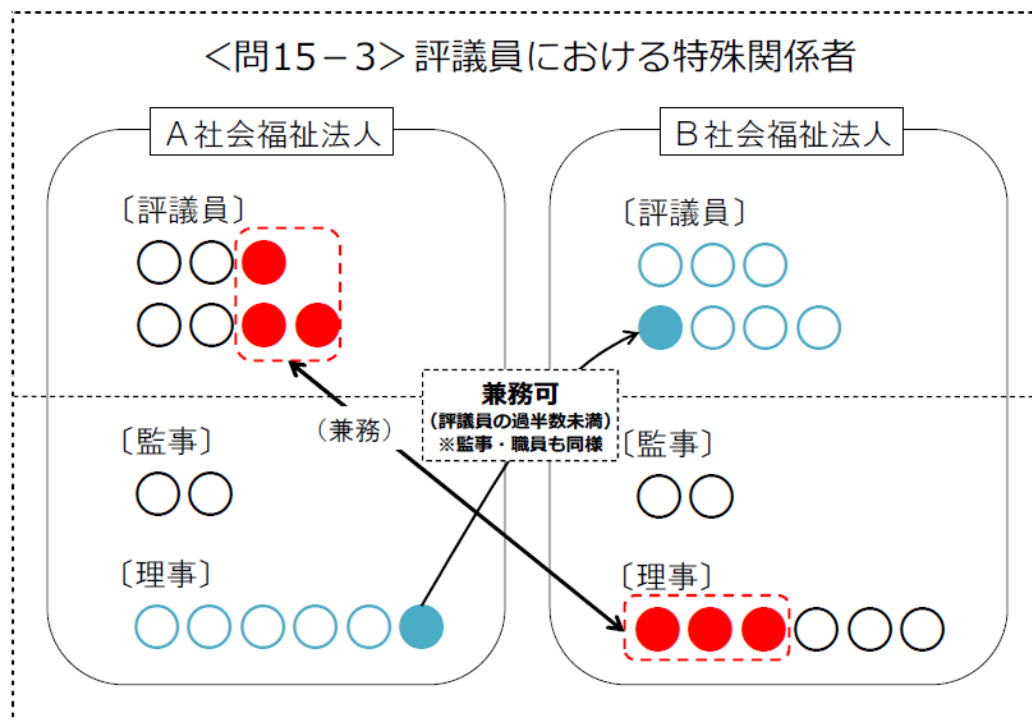 ＜問15－3＞評議員における特殊関係者
Ａ社会福祉法人
Ｂ社会福祉法人
〔評議員〕
〔評議員〕
兼務可
（評議員の過半数未満）
※監事・職員も同様
（兼務）
〔監事〕
〔監事〕
〔理事〕
〔理事〕